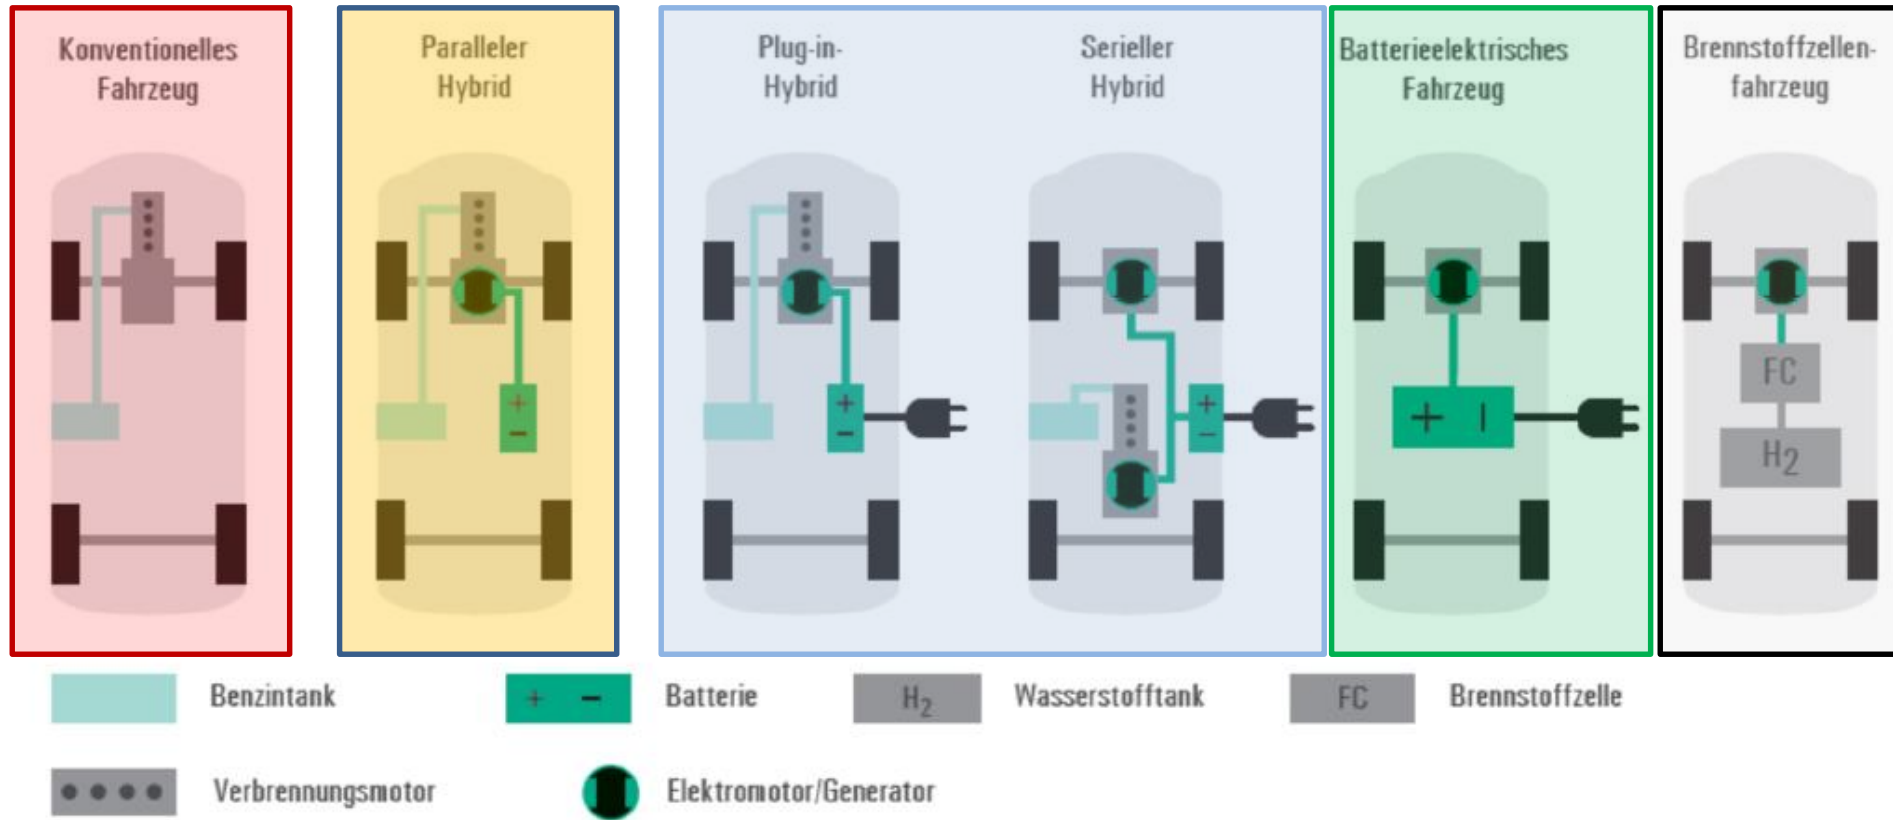 Konventionelles
Fahrzeug
Paralleler
Hybrid
Plug-in-
Hybrid
Serieller
Hybrid
Batterieelektrisches
Fahrzeug
Brennstoffzellen-
fahrzeug
+
−
+
−
+
−
+ −
FC
H2
Benzintank
+ − Batterie
H2 Wasserstofftank
FC Brennstoffzelle
Verbrennungsmotor
Elektromotor/Generator